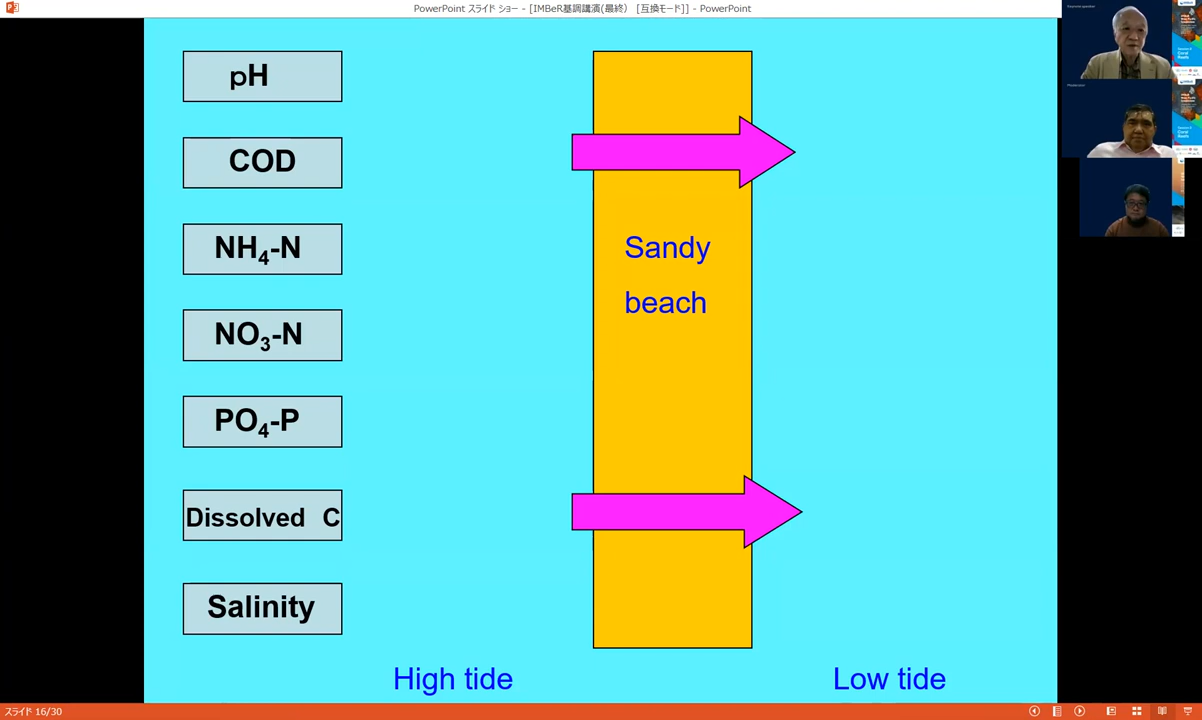 PowerPoint スライド ショー - [IMBeR基調講演(最終） [互換モード]] - PowerPoint
pH
COD
NH4-N
NO3-N
PO4-P
Dissolved C
Salinity
Sandy
beach
High tide
Low tide
スライド 16/30
Coral
Reefs